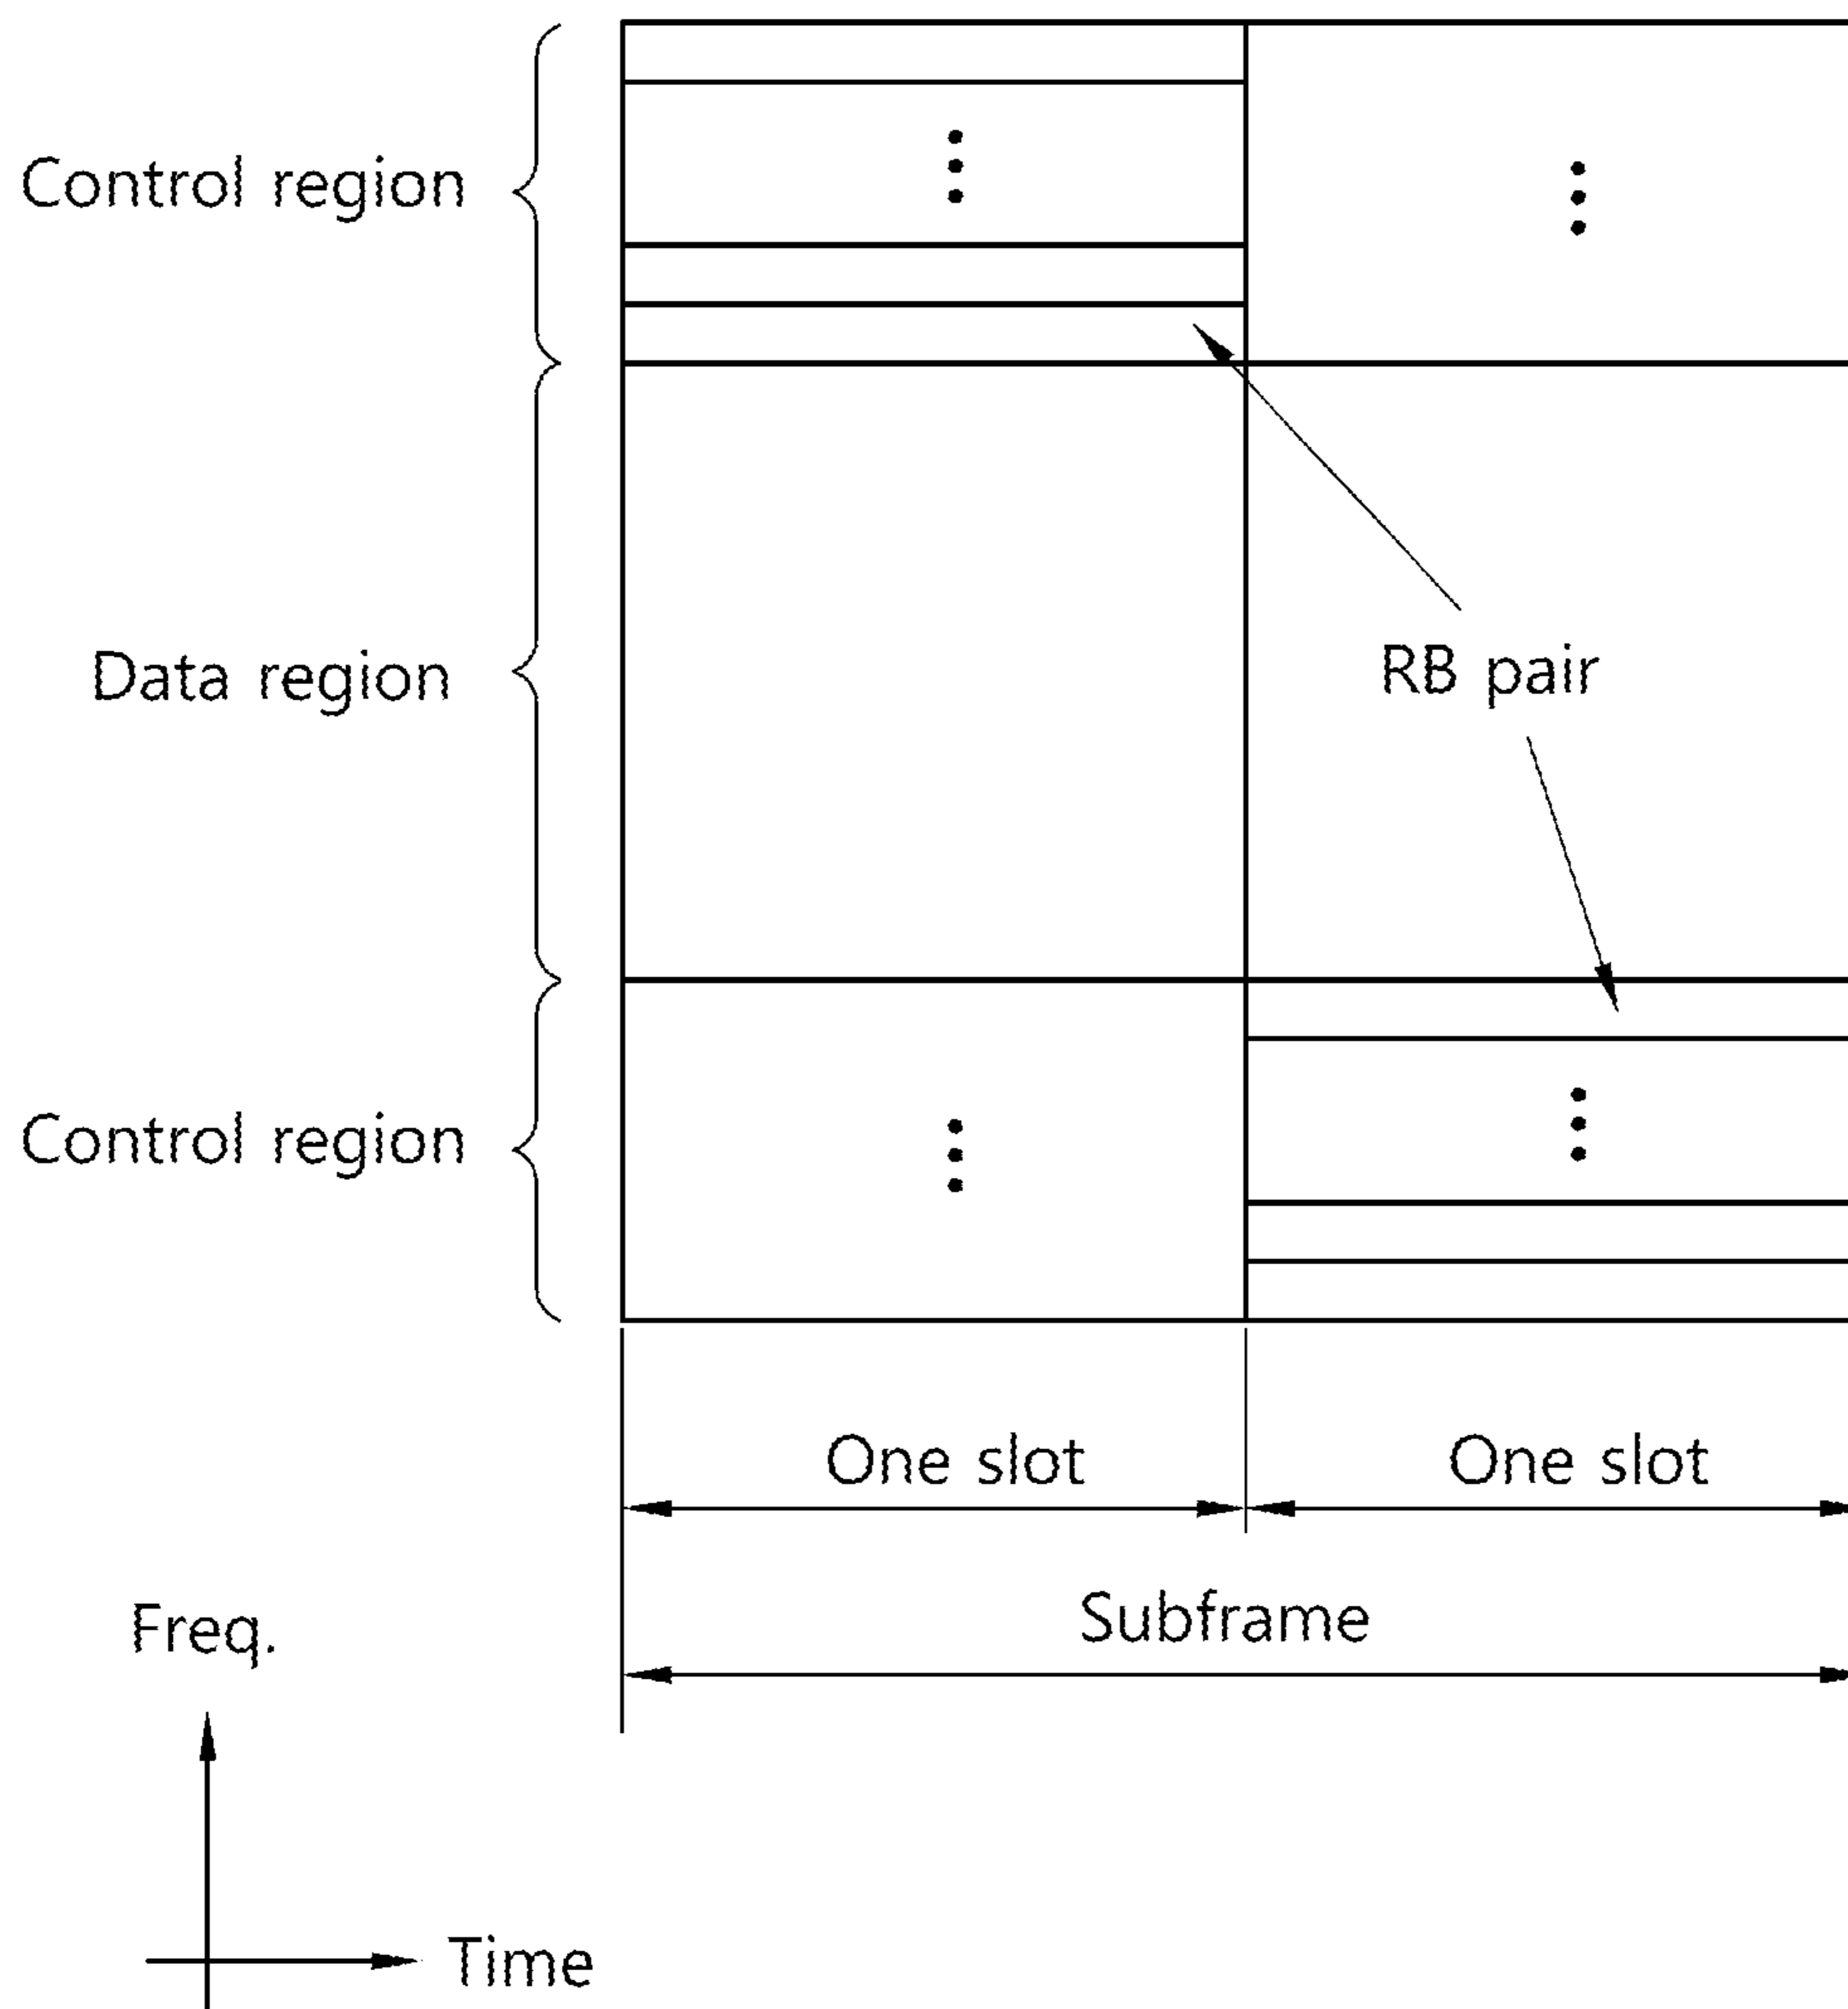 Control region
Data region
RB pair
Control region
One slot
One slot
Subframe
Freq.
Time